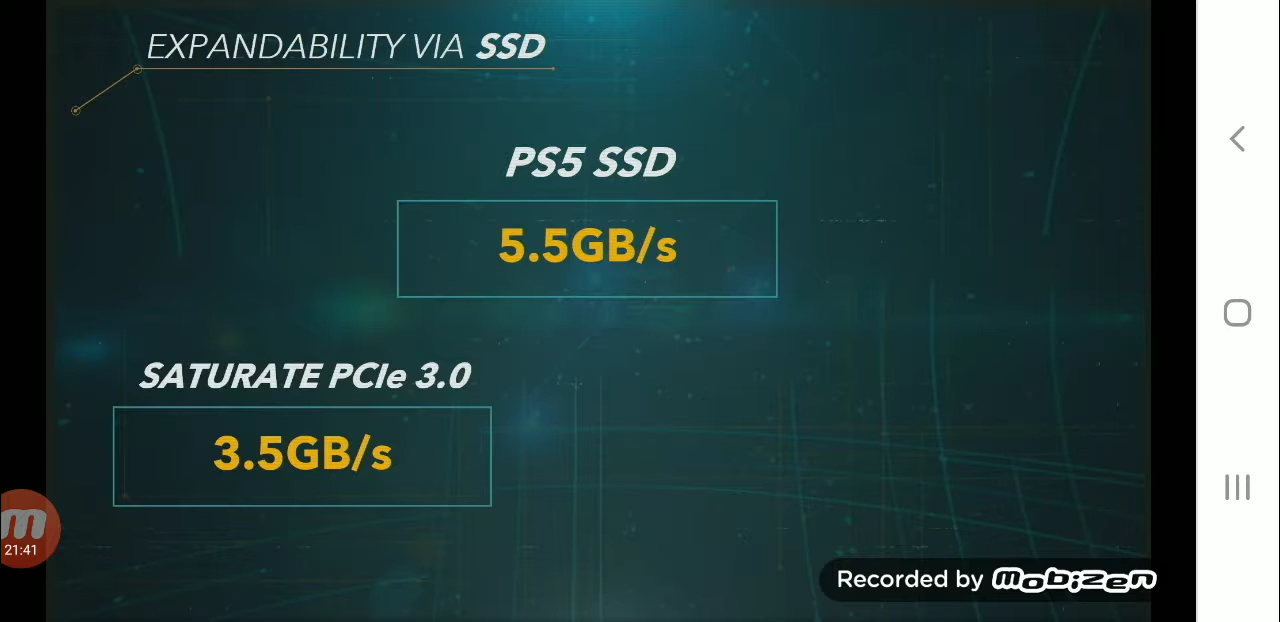 EXPANDABILITY VIA SSD
PS5 SSD
5.5GB/s
SATURATE PCIe 3.0
3.5GB/s
m
21:41
Recorded by mobizen